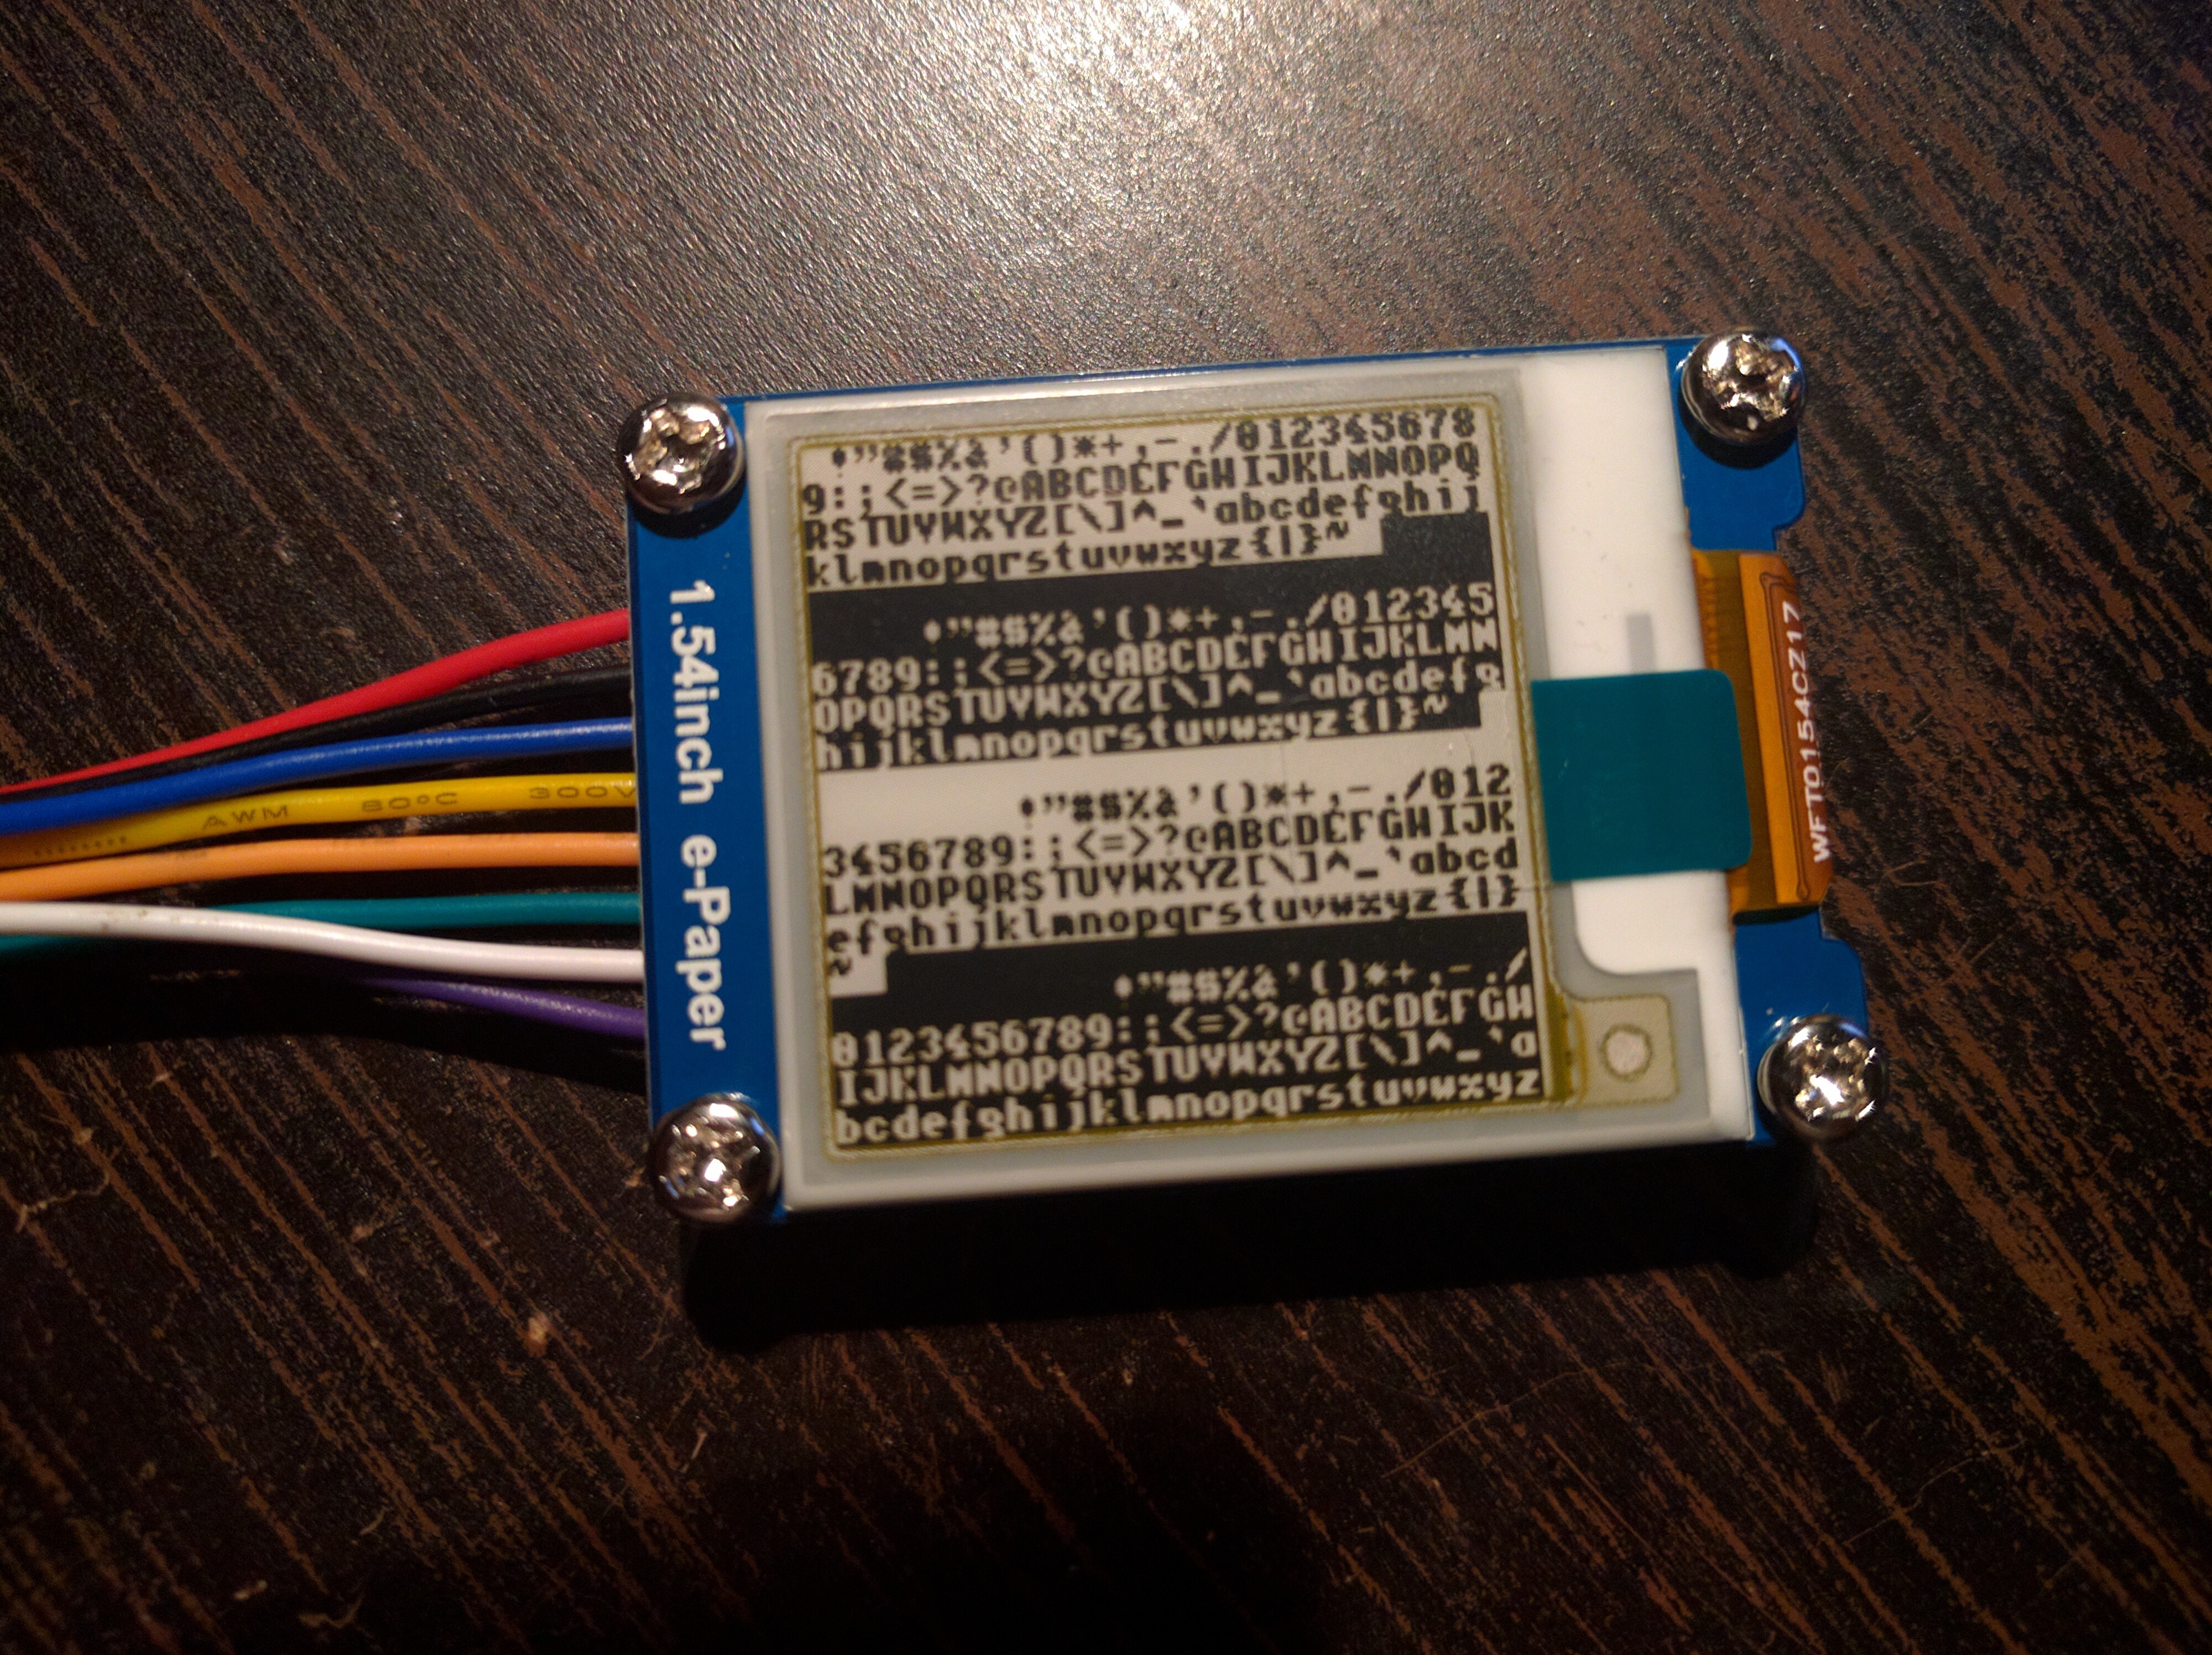 !"#$%&'()*+,-./012345678
9:;<=>?@ABCDEFGHIJKLMNOPQ
RSTUVWXYZ[\]^_`abcdefghij
klmnopqrstuvwxyz{|}~
!"#$%&'()*+,-./012345
6789:;<=>?@ABCDEFGHIJKLMN
OPQRSTUVWXYZ[\]^_`abcdefg
hijklmnopqrstuvwxyz{|}~
!"#$%&'()*+,-./012
3456789:;<=>?@ABCDEFGHIJK
LMNOPQRSTUVWXYZ[\]^_`abcd
efghijklmnopqrstuvwxyz{|}
~
!"#$%&'()*+,-./
0123456789:;<=>?@ABCDEFGH
IJKLMNOPQRSTUVWXYZ[\]^_`a
bcdefghijklmnopqrstuvwxyz
1.54inch e-Paper
WFT0154CZ17
AWM 80°C 300V